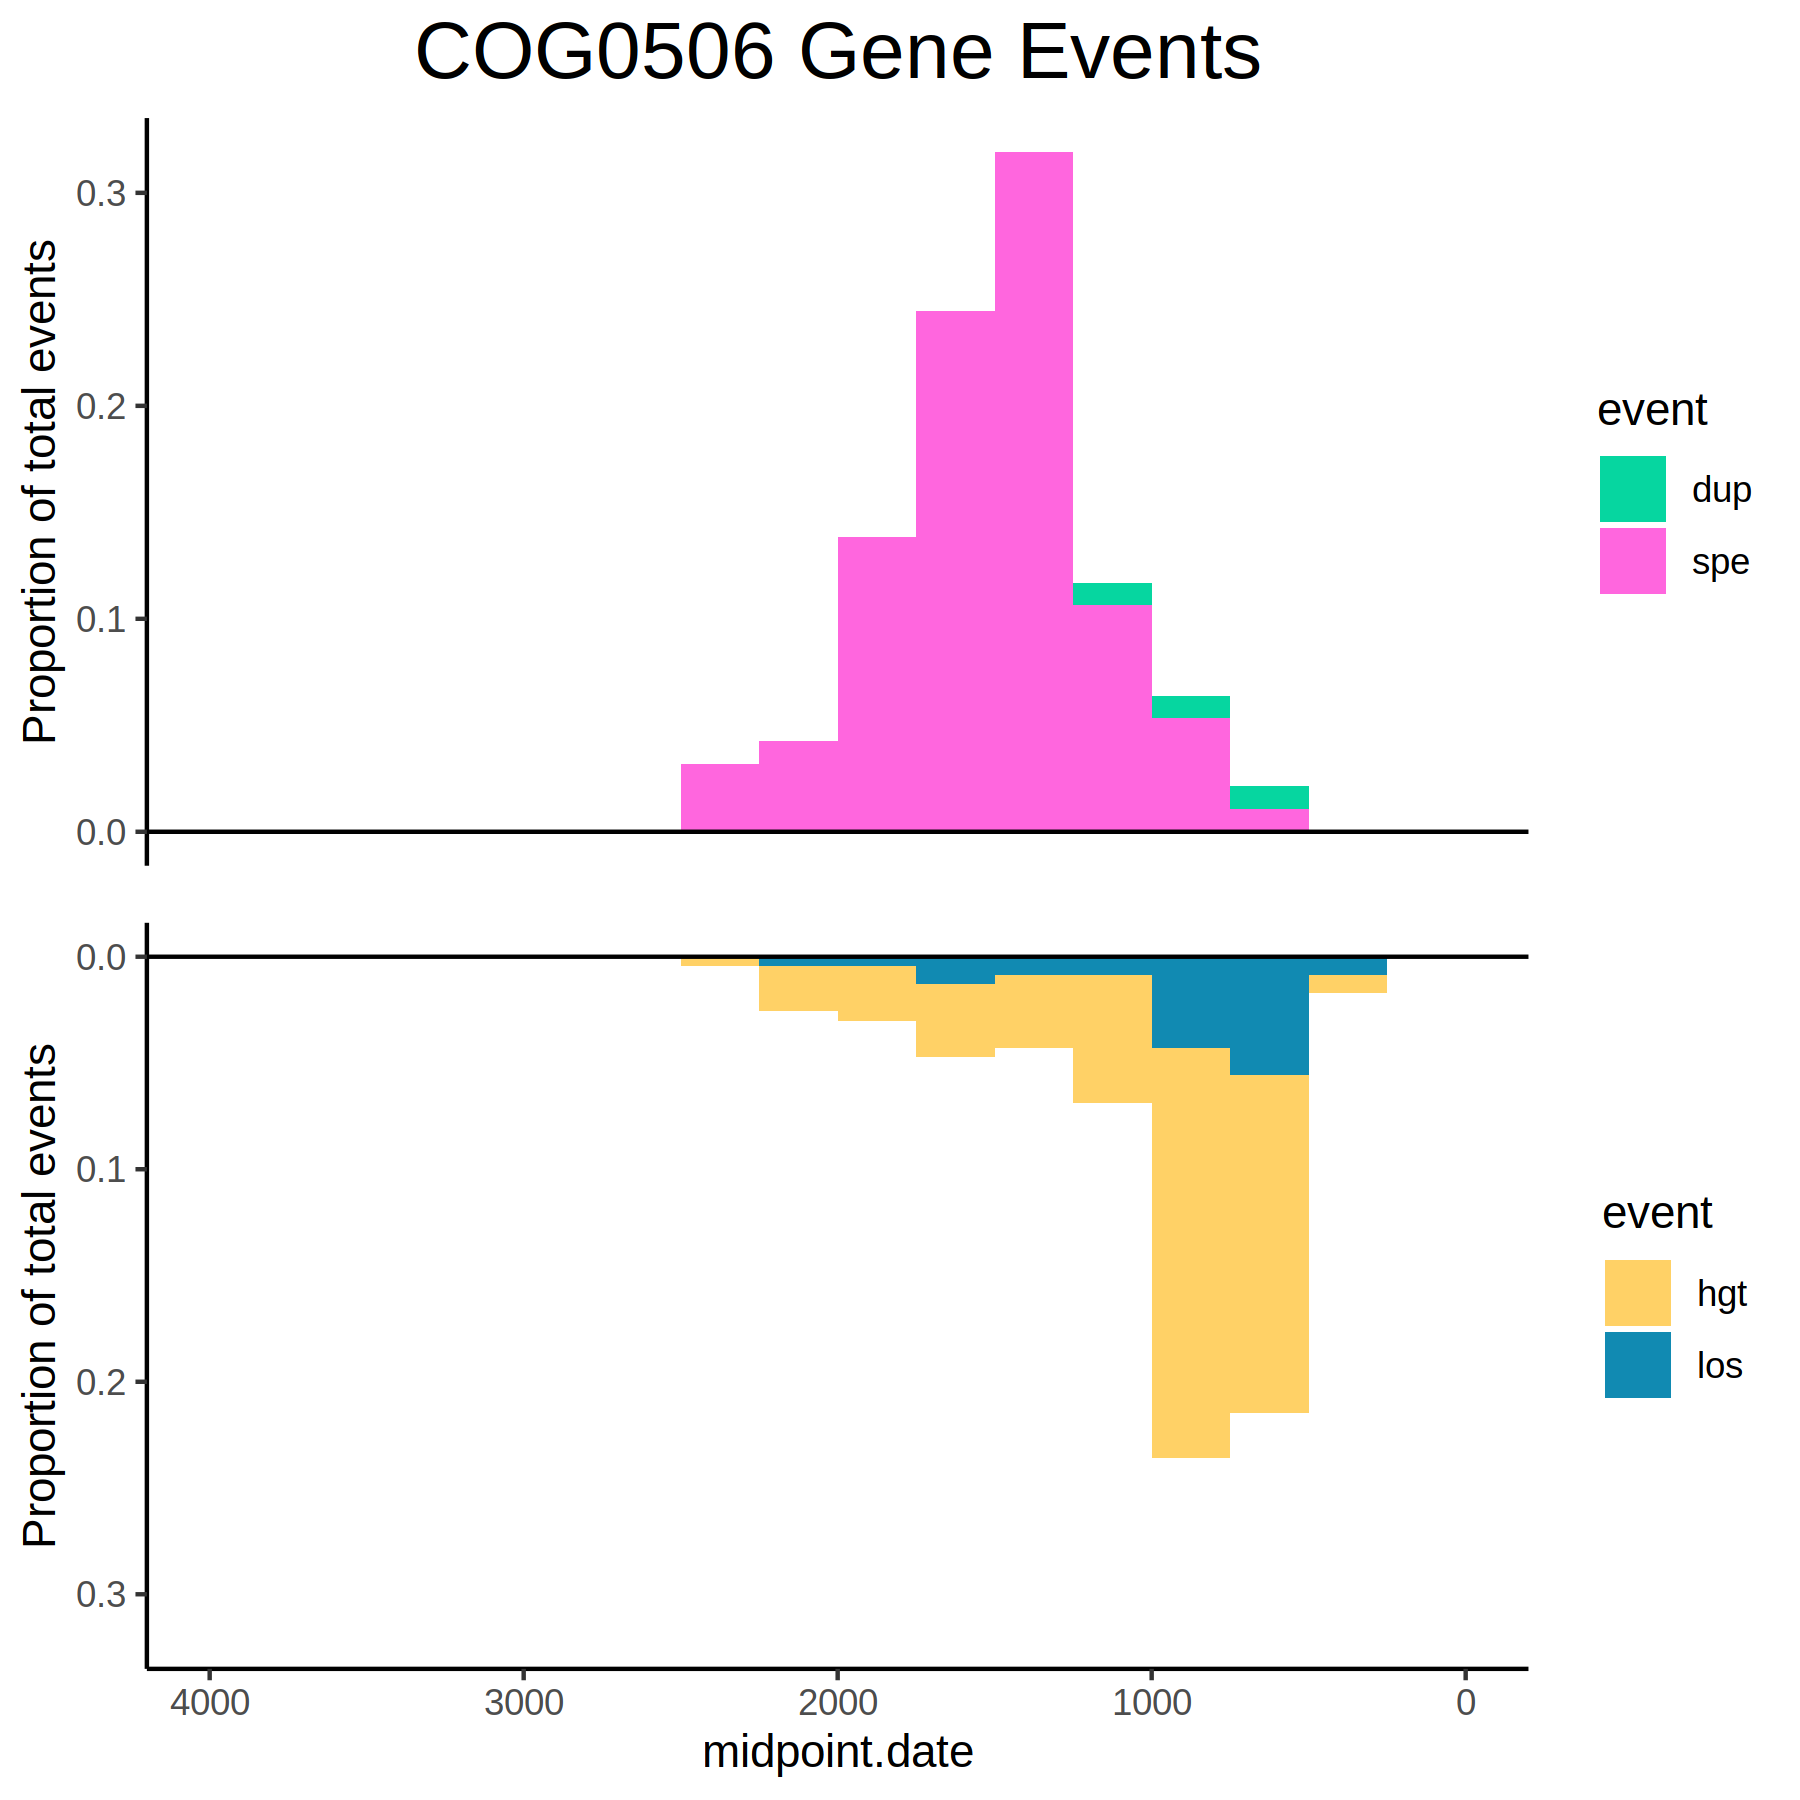 COG0506 Gene Events
Proportion of total events
0.3
0.2
0.1
0.0
event
dup
spe
Proportion of total events
0.0
0.1
0.2
0.3
event
hgt
los
4000 3000 2000 1000 0
midpoint.date